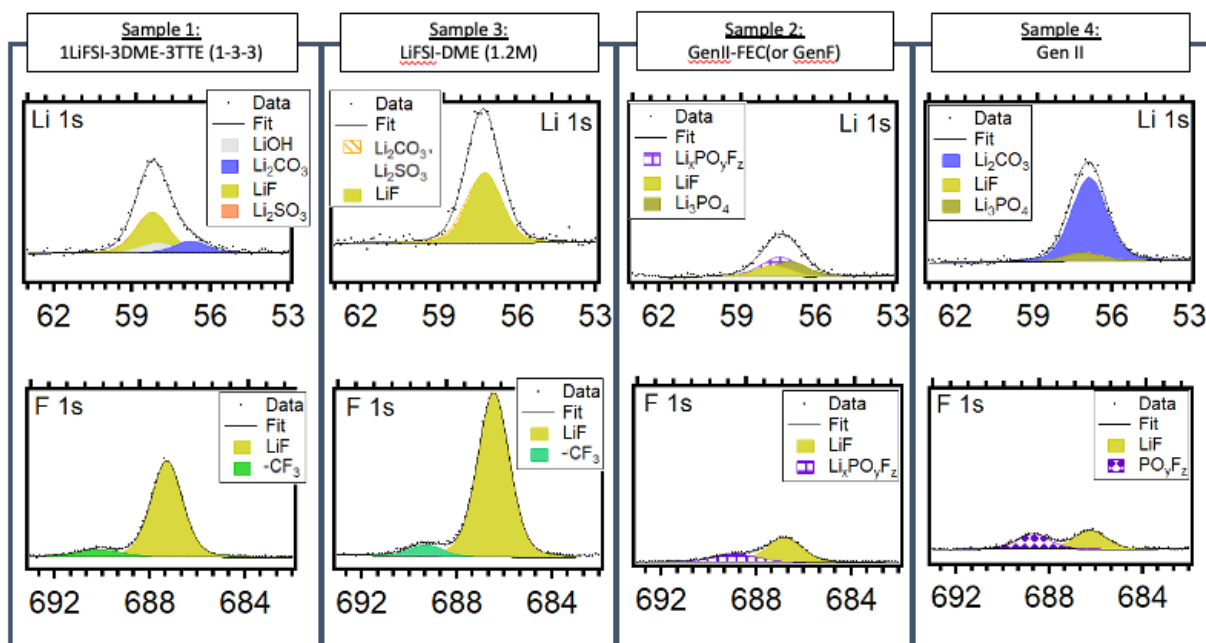 Sample 1:
1LiFSI-3DME-3TTE (1-3-3)
Sample 3:
LiFSI-DME (1.2M)
Sample 2:
GenII-FEC(or GenF)
Sample 4:
Gen II
Li 1s
Data
Fit
LiOH
Li₂CO₃
LiF
Li₂SO₃
62 59 56 53
Li 1s
Data
Fit
Li₂CO₃,
Li₂SO₃
LiF
62 59 56 53
Li 1s
Data
Fit
LiₓPOᵧF_z
LiF
Li₃PO₄
62 59 56 53
Li 1s
Data
Fit
Li₂CO₃
LiF
Li₃PO₄
62 59 56 53
F 1s
Data
Fit
LiF
-CF₃
692 688 684
F 1s
Data
Fit
LiF
-CF₃
692 688 684
F 1s
Data
Fit
LiF
LiₓPOᵧF_z
692 688 684
F 1s
Data
Fit
LiF
POᵧF_z
692 688 684